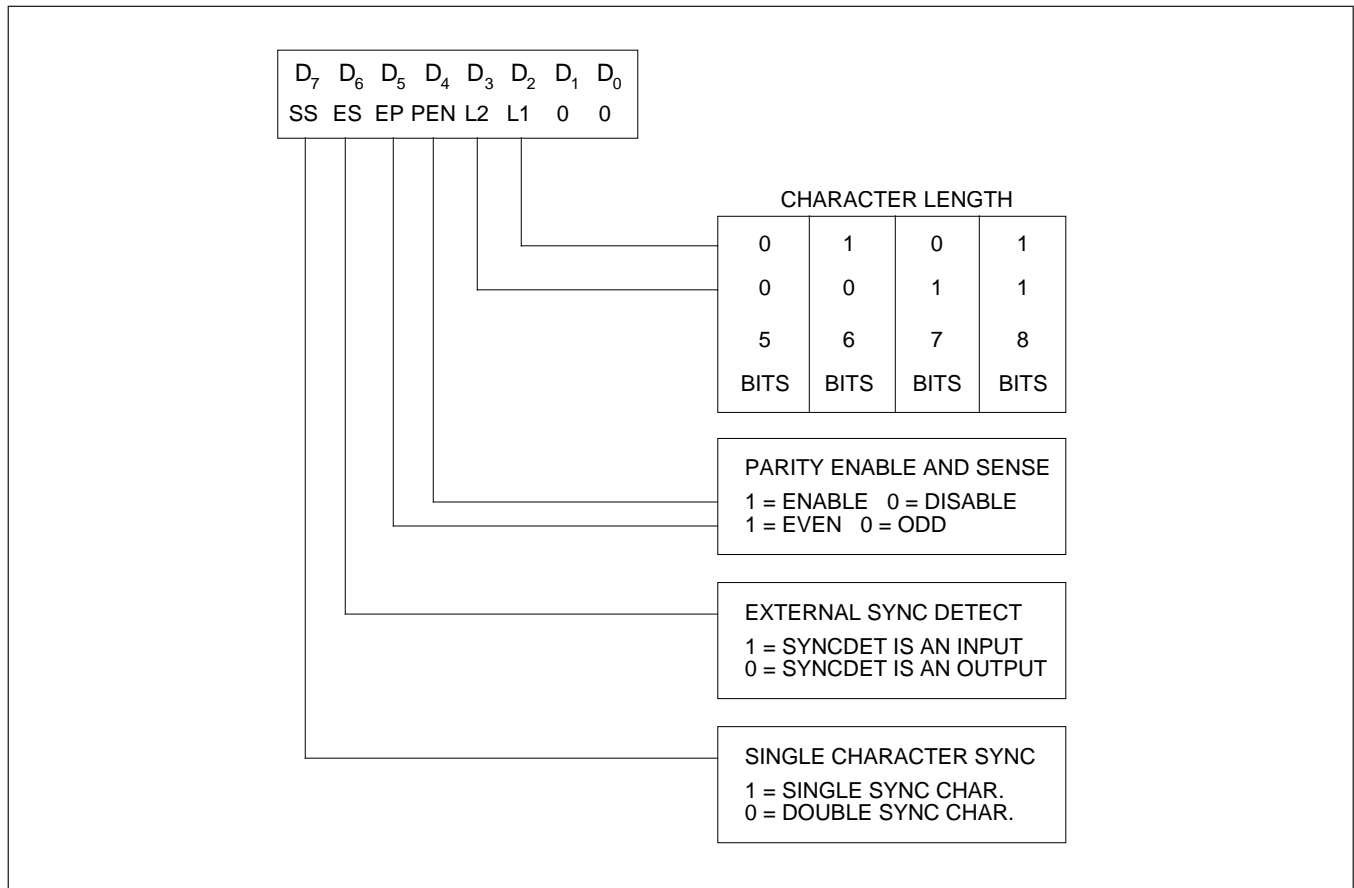 D7 D6 D5 D4 D3 D2 D1 D0
SS ES EP PEN L2 L1 0 0
CHARACTER LENGTH
0 1 0 1
0 0 1 1
5 6 7 8
BITS BITS BITS BITS
PARITY ENABLE AND SENSE
1 = ENABLE 0 = DISABLE
1 = EVEN 0 = ODD
EXTERNAL SYNC DETECT
1 = SYNCDET IS AN INPUT
0 = SYNCDET IS AN OUTPUT
SINGLE CHARACTER SYNC
1 = SINGLE SYNC CHAR.
0 = DOUBLE SYNC CHAR.